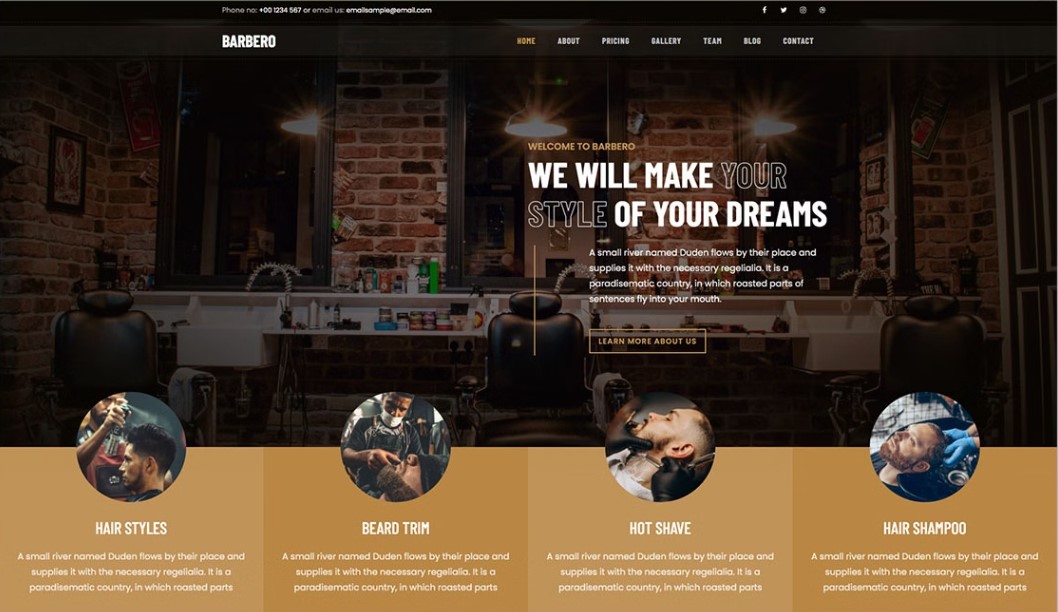 Phone no: +00 1234 567 or email us: emailsample@email.com
BARBERO
HOME ABOUT PRICING GALLERY TEAM BLOG CONTACT
WELCOME TO BARBERO
WE WILL MAKE YOUR
STYLE OF YOUR DREAMS
A small river named Duden flows by their place and
supplies it with the necessary regelialia. It is a
paradisematic country, in which roasted parts of
sentences fly into your mouth.
LEARN MORE ABOUT US
HAIR STYLES
A small river named Duden flows by their place and
supplies it with the necessary regelialia. It is a
paradisematic country, in which roasted parts
BEARD TRIM
A small river named Duden flows by their place and
supplies it with the necessary regelialia. It is a
paradisematic country, in which roasted parts
HOT SHAVE
A small river named Duden flows by their place and
supplies it with the necessary regelialia. It is a
paradisematic country, in which roasted parts
HAIR SHAMPOO
A small river named Duden flows by their place and
supplies it with the necessary regelialia. It is a
paradisematic country, in which roasted parts